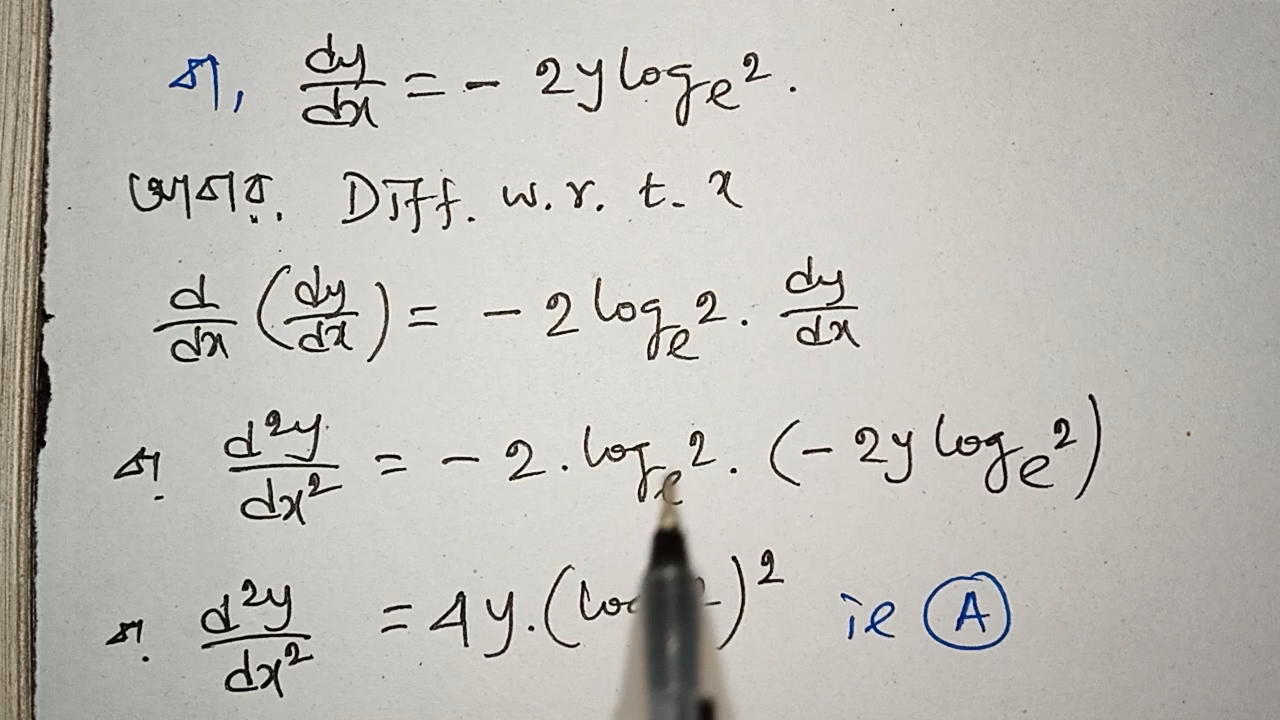 বা, dy/dx = - 2y logₑ2.
আবার. Diff. w.r. t. x
d/dx (dy/dx) = - 2 logₑ2. dy/dx
বা. d²y/dx² = - 2. logₑ2. (- 2y logₑ2)
বা. d²y/dx² = 4y. ( )² ie (A)